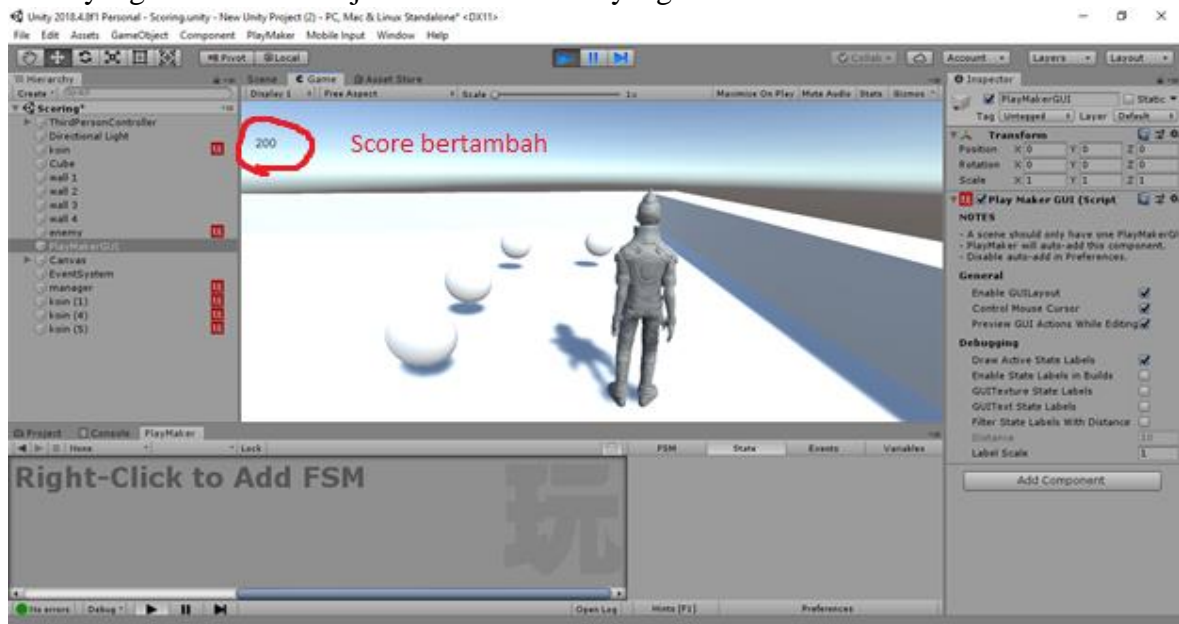 Unity 2018.4.8f1 Personal - Scoring.unity - New Unity Project (2) - PC, Mac & Linux Standalone* <DX11>
File Edit Assets GameObject Component PlayMaker Mobile Input Window Help
Pivot Local Collab Account Layers Layout
Hierarchy Scene Game Asset Store Inspector
Create Display 1 Free Aspect Scale 1x Maximize On Play Mute Audio Stats Gizmos
PlayMakerGUI Static
Tag Untagged Layer Default
Scoring*
ThirdPersonController
Directional Light
koin
Cube
wall 1
wall 2
wall 3
wall 4
enemy
PlayMakerGUI
Canvas
EventSystem
manager
koin (1)
koin (4)
koin (5)
200 Score bertambah
Transform
Position X 0 Y 0 Z 0
Rotation X 0 Y 0 Z 0
Scale X 1 Y 1 Z 1
Play Maker GUI (Script
NOTES
- A scene should only have one PlayMakerG
- PlayMaker will auto-add this component.
- Disable auto-add in Preferences.
General
Enable GUILayout
Control Mouse Cursor
Preview GUI Actions While Editing
Debugging
Draw Active State Labels
Enable State Labels in Builds
GUITexture State Labels
GUIText State Labels
Filter State Labels With Distance
Distance 10
Label Scale 1
Add Component
Project Console PlayMaker
None Lock FSM State Events Variables
Right-Click to Add FSM
玩
No errors Debug Open Log Hints [F1] Preferences